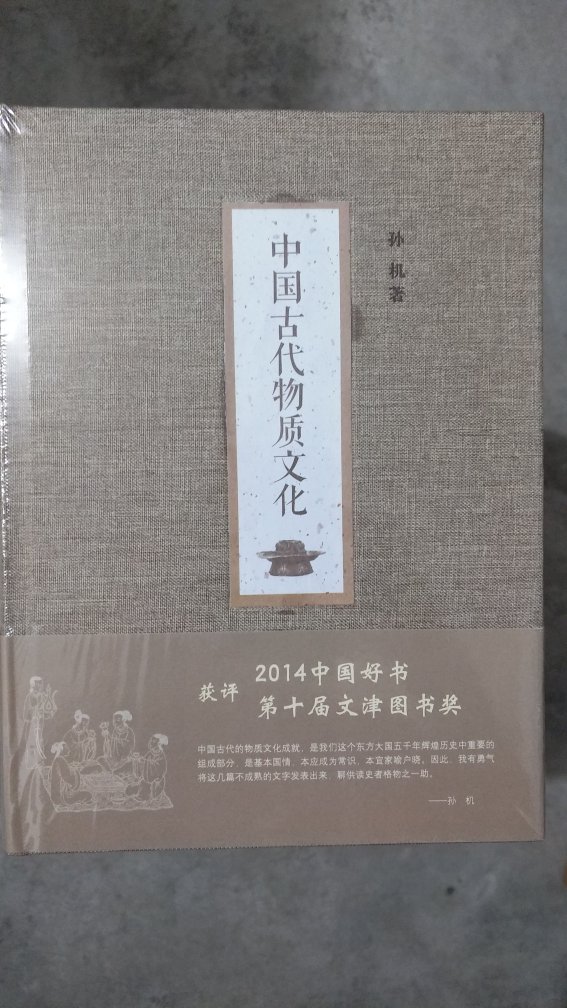 中国古代物质文化
孙 机 著
获评
2014中国好书
第十届文津图书奖
中国古代的物质文化成就，是我们这个东方大国五千年辉煌历史中重要的
组成部分，是基本国情，本应成为常识，本宜家喻户晓。因此，我有勇气
将这几篇不成熟的文字发表出来，聊供读史者格物之一助。
——孙 机